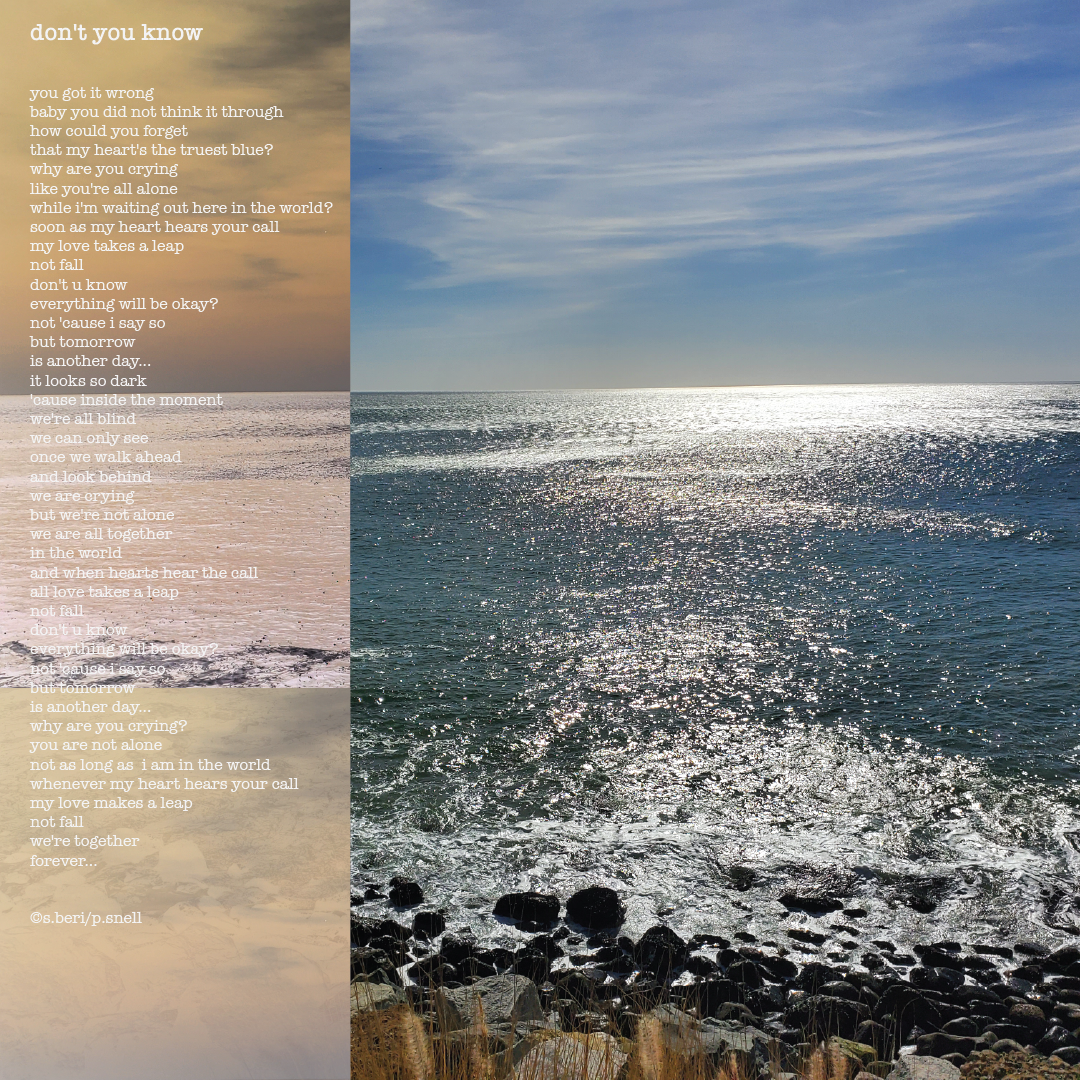 don't you know
you got it wrong
baby you did not think it through
how could you forget
that my heart's the truest blue?
why are you crying
like you're all alone
while i'm waiting out here in the world?
soon as my heart hears your call
my love takes a leap
not fall
don't u know
everything will be okay?
not 'cause i say so
but tomorrow
is another day...
it looks so dark
'cause inside the moment
we're all blind
we can only see
once we walk ahead
and look behind
we are crying
but we're not alone
we are all together
in the world
and when hearts hear the call
all love takes a leap
not fall
don't u know
everything will be okay?
not 'cause i say so
but tomorrow
is another day...
why are you crying?
you are not alone
not as long as  i am in the world
whenever my heart hears your call
my love makes a leap
not fall
we're together
forever...
©s.beri/p.snell